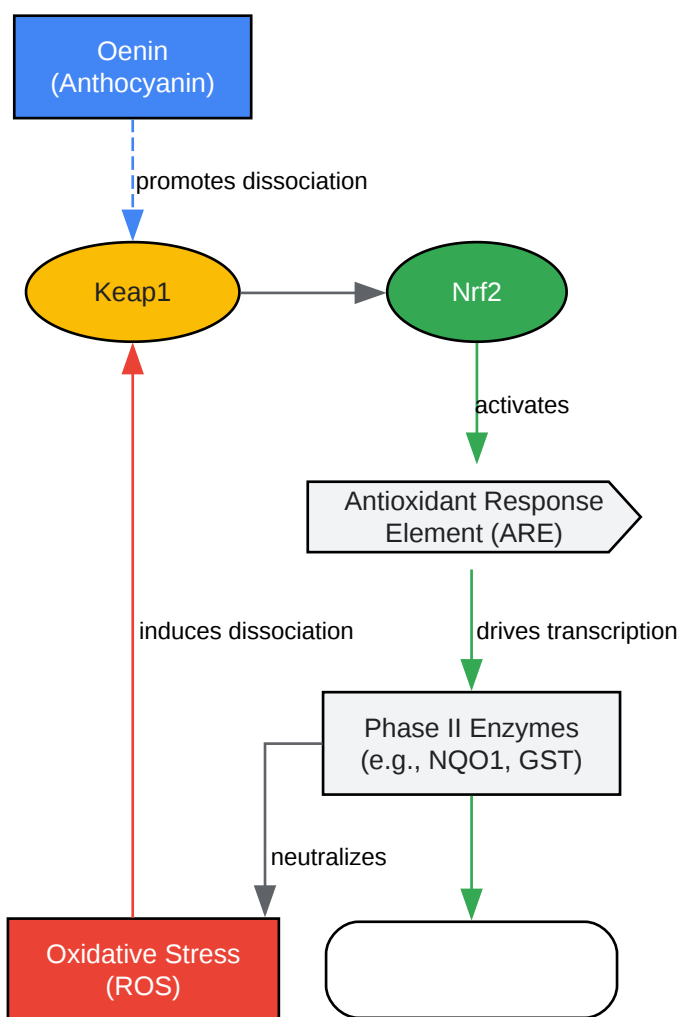 Oenin
(Anthocyanin)
promotes dissociation
Keap1
Nrf2
activates
Antioxidant Response
Element (ARE)
induces dissociation
drives transcription
Phase II Enzymes
(e.g., NQO1, GST)
neutralizes
Oxidative Stress
(ROS)